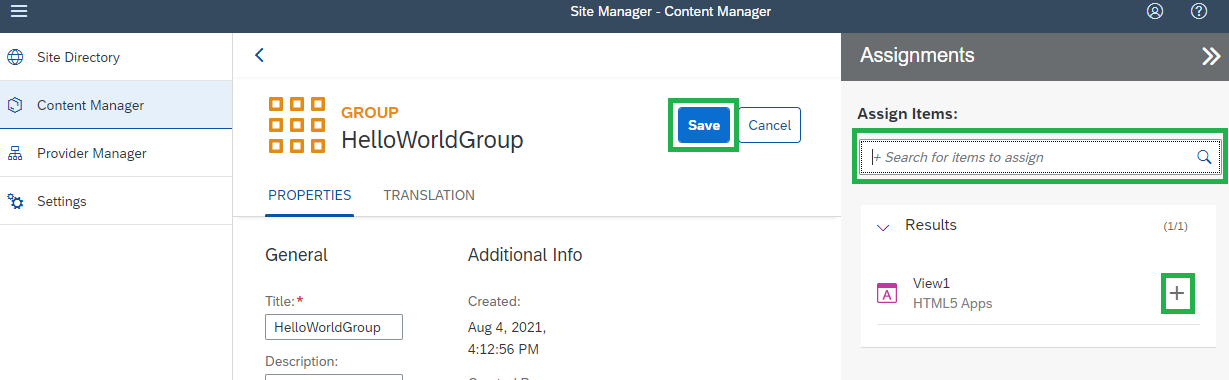 Site Manager - Content Manager
Site Directory
Content Manager
Provider Manager
Settings
GROUP
HelloWorldGroup
Save
Cancel
PROPERTIES
TRANSLATION
General
Title:*
HelloWorldGroup
Description:
Additional Info
Created:
Aug 4, 2021,
4:12:56 PM
Assignments
Assign Items:
+ Search for items to assign
Results
(1/1)
A
View1
HTML5 Apps